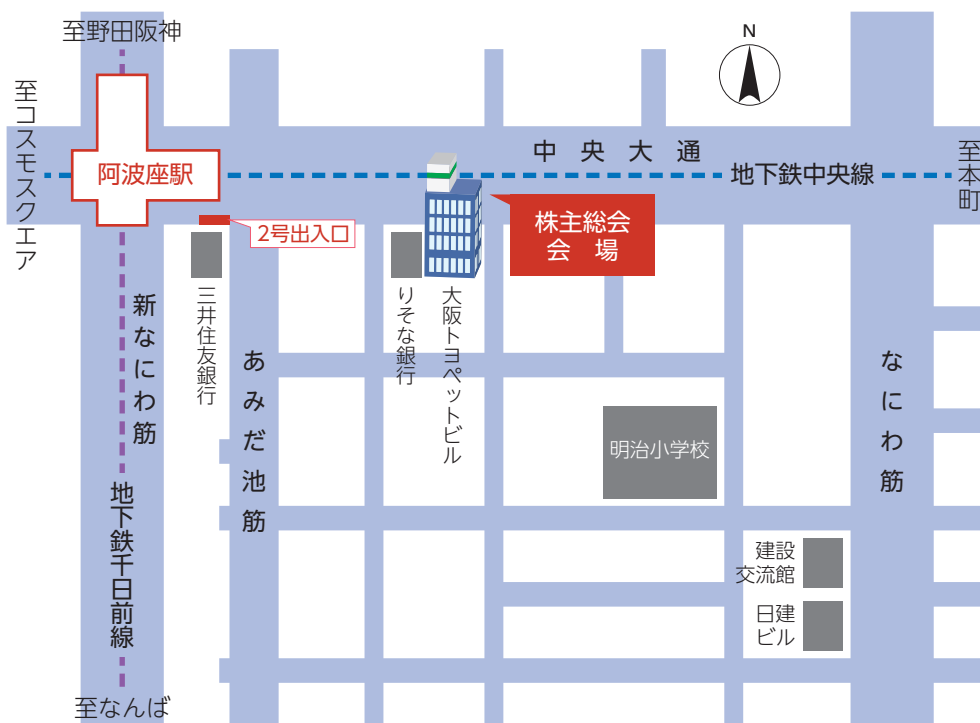 至野田阪神
N
至コスモスクエア
阿波座駅
中央大通
地下鉄中央線
至本町
2号出入口
株主総会
会場
三井住友銀行
りそな銀行
大阪トヨペットビル
新なにわ筋
あみだ池筋
なにわ筋
明治小学校
地下鉄千日前線
建設
交流館
日建
ビル
至なんば